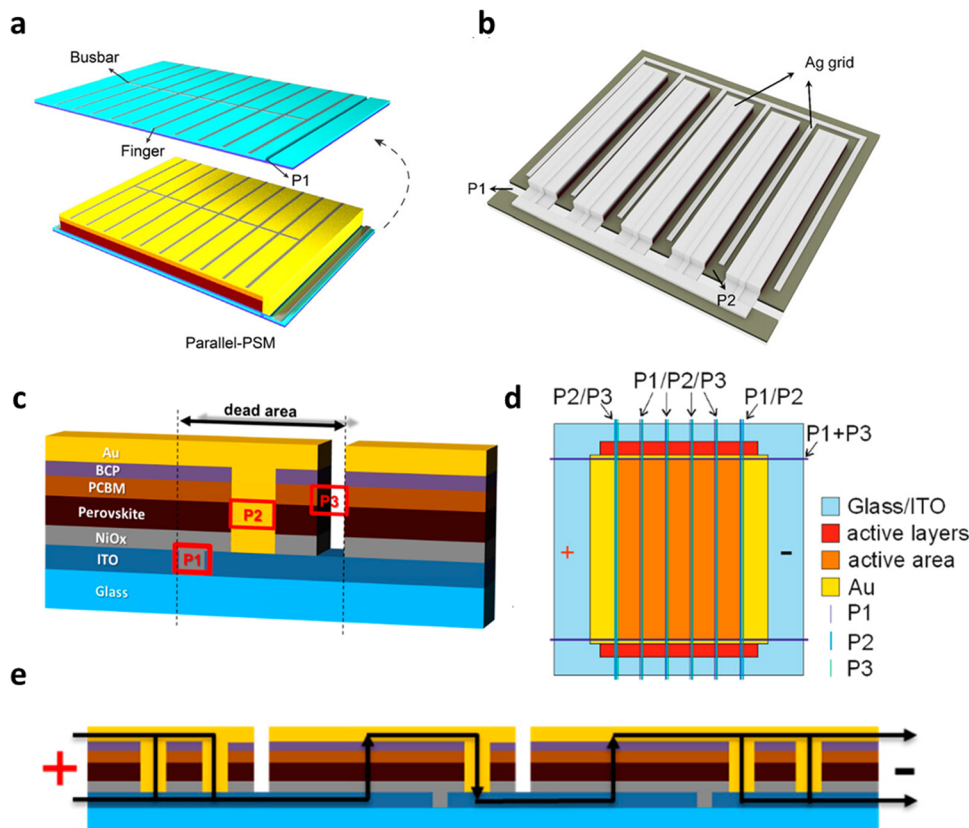 a
Busbar
Finger
P1
Parallel-PSM
b
Ag grid
P1
P2
c
dead area
Au
BCP
PCBM
Perovskite
NiOx
ITO
Glass
P1
P2
P3
d
P1/P2/P3
P2/P3
P1/P2
P1+P3
+
-
Glass/ITO
active layers
active area
Au
P1
P2
P3
e
+
-